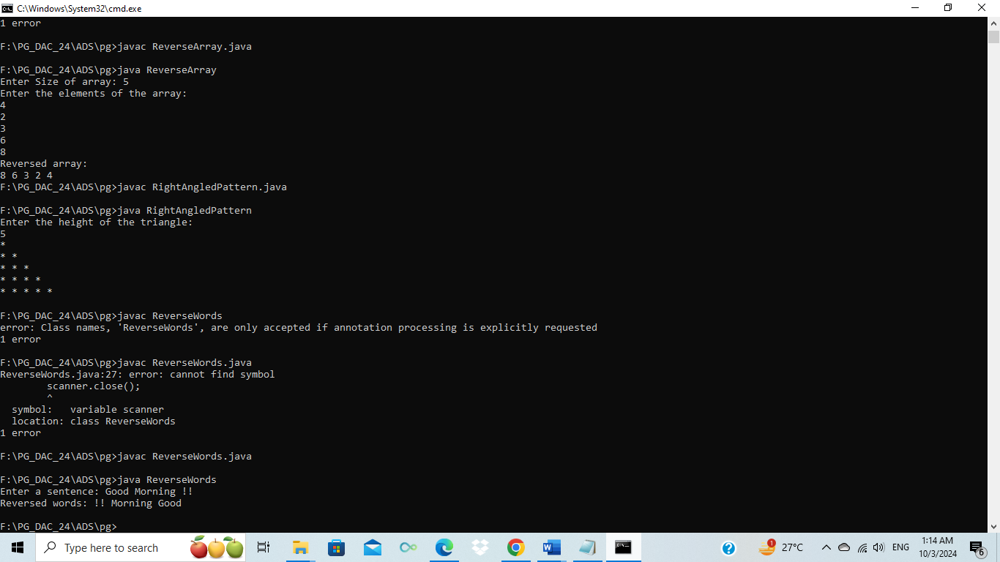 C:\Windows\System32\cmd.exe
1 error
F:\PG_DAC_24\ADS\pg>javac ReverseArray.java
F:\PG_DAC_24\ADS\pg>java ReverseArray
Enter Size of array: 5
Enter the elements of the array:
4
2
3
6
8
Reversed array:
8 6 3 2 4
F:\PG_DAC_24\ADS\pg>javac RightAngledPattern.java
F:\PG_DAC_24\ADS\pg>java RightAngledPattern
Enter the height of the triangle:
5
*
* *
* * *
* * * *
* * * * *
F:\PG_DAC_24\ADS\pg>javac ReverseWords
error: Class names, 'ReverseWords', are only accepted if annotation processing is explicitly requested
1 error
F:\PG_DAC_24\ADS\pg>javac ReverseWords.java
ReverseWords.java:27: error: cannot find symbol
        scanner.close();
        ^
  symbol:   variable scanner
  location: class ReverseWords
1 error
F:\PG_DAC_24\ADS\pg>javac ReverseWords.java
F:\PG_DAC_24\ADS\pg>java ReverseWords
Enter a sentence: Good Morning !!
Reversed words: !! Morning Good
F:\PG_DAC_24\ADS\pg>
Type here to search
1
27°C
ENG
1:14 AM
10/3/2024
6